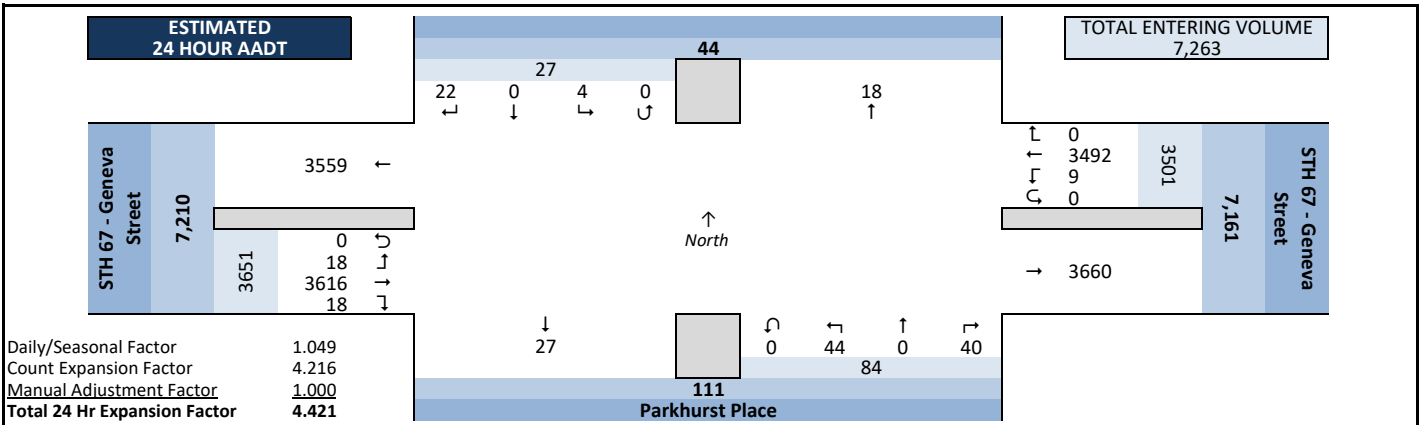 ESTIMATED
24 HOUR AADT
TOTAL ENTERING VOLUME
7,263
44
27
22 0 4 0
↵ ↓ ↳ ↺
18
↑
STH 67 - Geneva
Street
7,210
3559 ←
3651
0 ↺
18 ↱
3616 →
18 ↴
↑
North
↰ 0
← 3492
↲ 9
↺ 0
3501
7,161
STH 67 - Geneva
Street
→ 3660
↓
27
↺ ↰ ↑ ↱
0 44 0 40
84
111
Parkhurst Place
Daily/Seasonal Factor 1.049
Count Expansion Factor 4.216
Manual Adjustment Factor 1.000
Total 24 Hr Expansion Factor 4.421